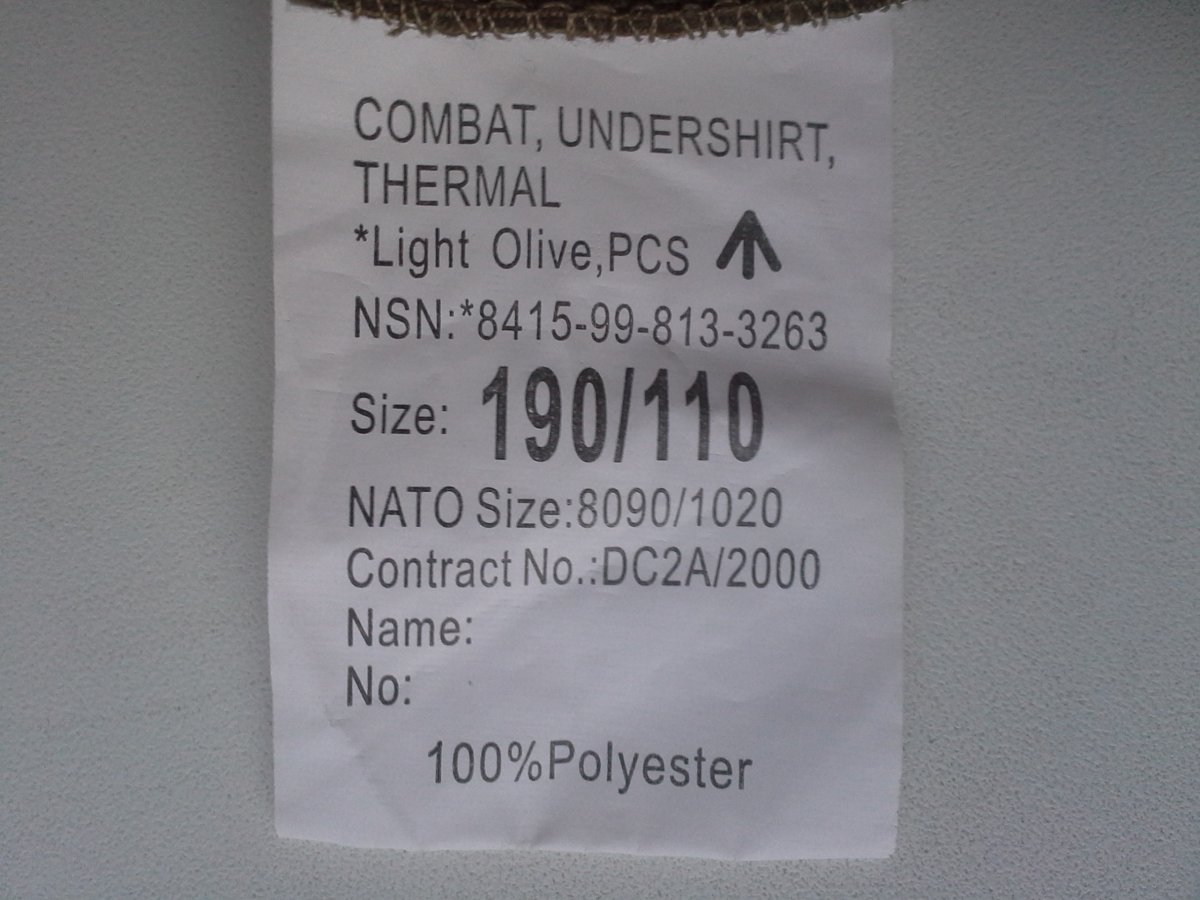 COMBAT, UNDERSHIRT,
THERMAL
*Light Olive,PCS
NSN:*8415-99-813-3263
Size: 190/110
NATO Size:8090/1020
Contract No.:DC2A/2000
Name:
No:
100%Polyester